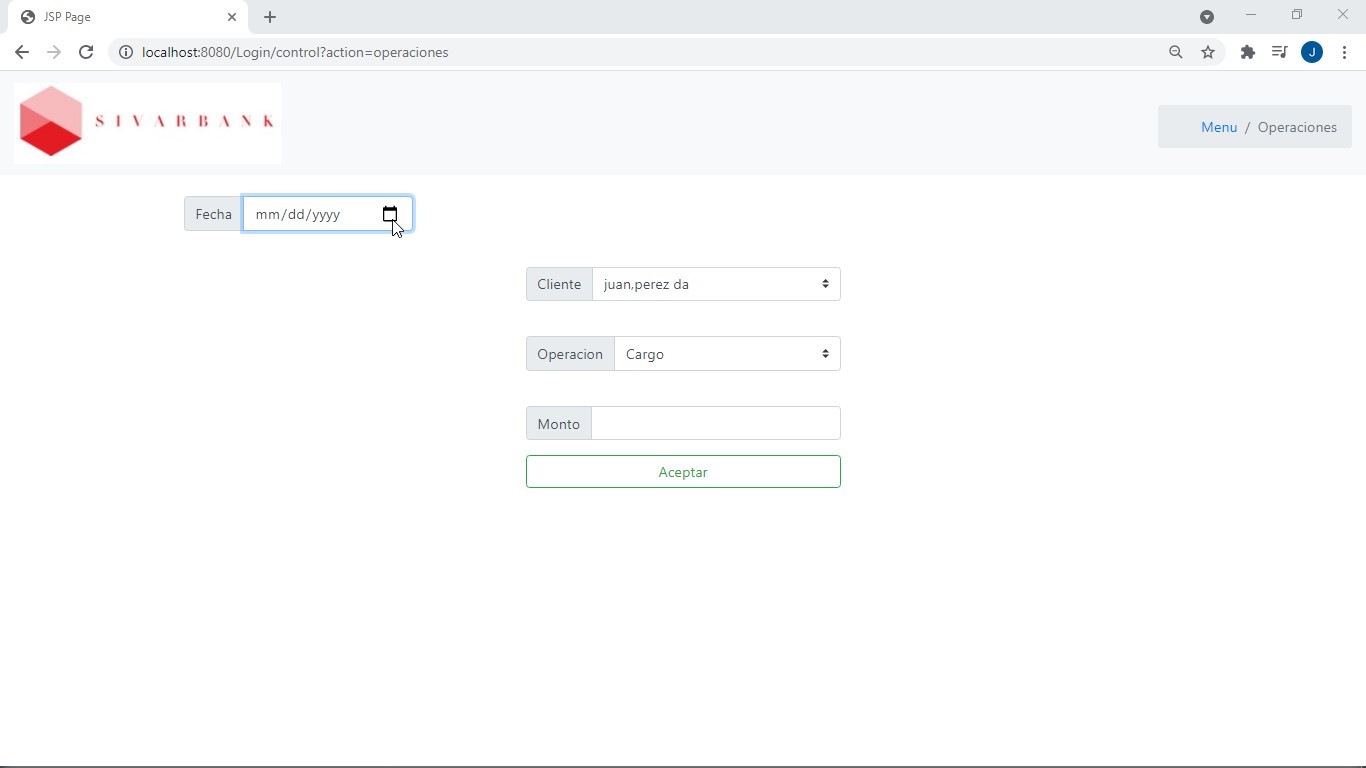 JSP Page
localhost:8080/Login/control?action=operaciones
J
SIVARBANK
Menu / Operaciones
Fecha mm/dd/yyyy
Cliente juan,perez da
Operacion Cargo
Monto
Aceptar